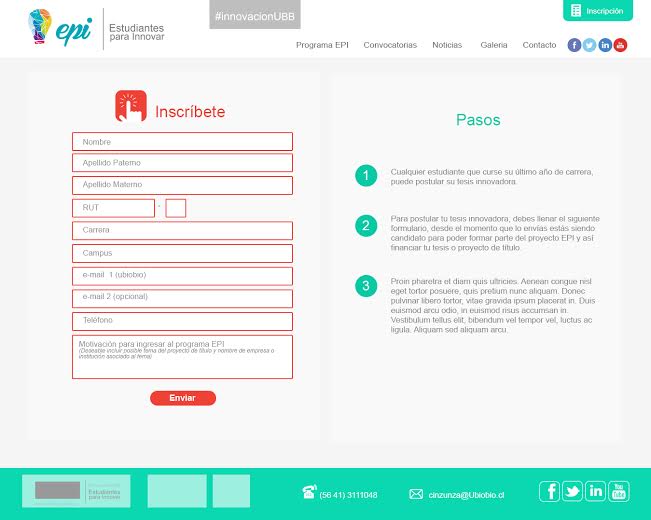 #innovacionUBB
Inscripción
epi
Estudiantes
para Innovar
Programa EPI
Convocatorias
Noticias
Galeria
Contacto
Inscríbete
Nombre
Apellido Paterno
Apellido Materno
RUT
-
Carrera
Campus
e-mail 1 (ubiobio)
e-mail 2 (opcional)
Teléfono
Motivación para ingresar al programa EPI
(Deseable incluir posible tema del proyecto de título y nombre de empresa o
institución asociado al tema)
Enviar
Pasos
1
Cualquier estudiante que curse su último año de carrera,
puede postular su tesis innovadora.
2
Para postular tu tesis innovadora, debes llenar el siguiente
formulario, desde el momento que lo envías estás siendo
candidato para poder formar parte del proyecto EPI y así
financiar tu tesis o proyecto de título.
3
Proin pharetra et diam quis ultricies. Aenean congue nisl
eget tortor posuere, quis pretium nunc aliquam. Donec
pulvinar libero tortor, vitae gravida ipsum placerat in. Duis
euismod arcu odio, in euismod risus accumsan in.
Vestibulum tellus elit, bibendum vel tempor vel, luctus ac
ligula. Aliquam sed aliquam arcu.
Estudiantes
para Innovar
(56 41) 3111048
cinzunza@Ubiobio.cl
You
Tube